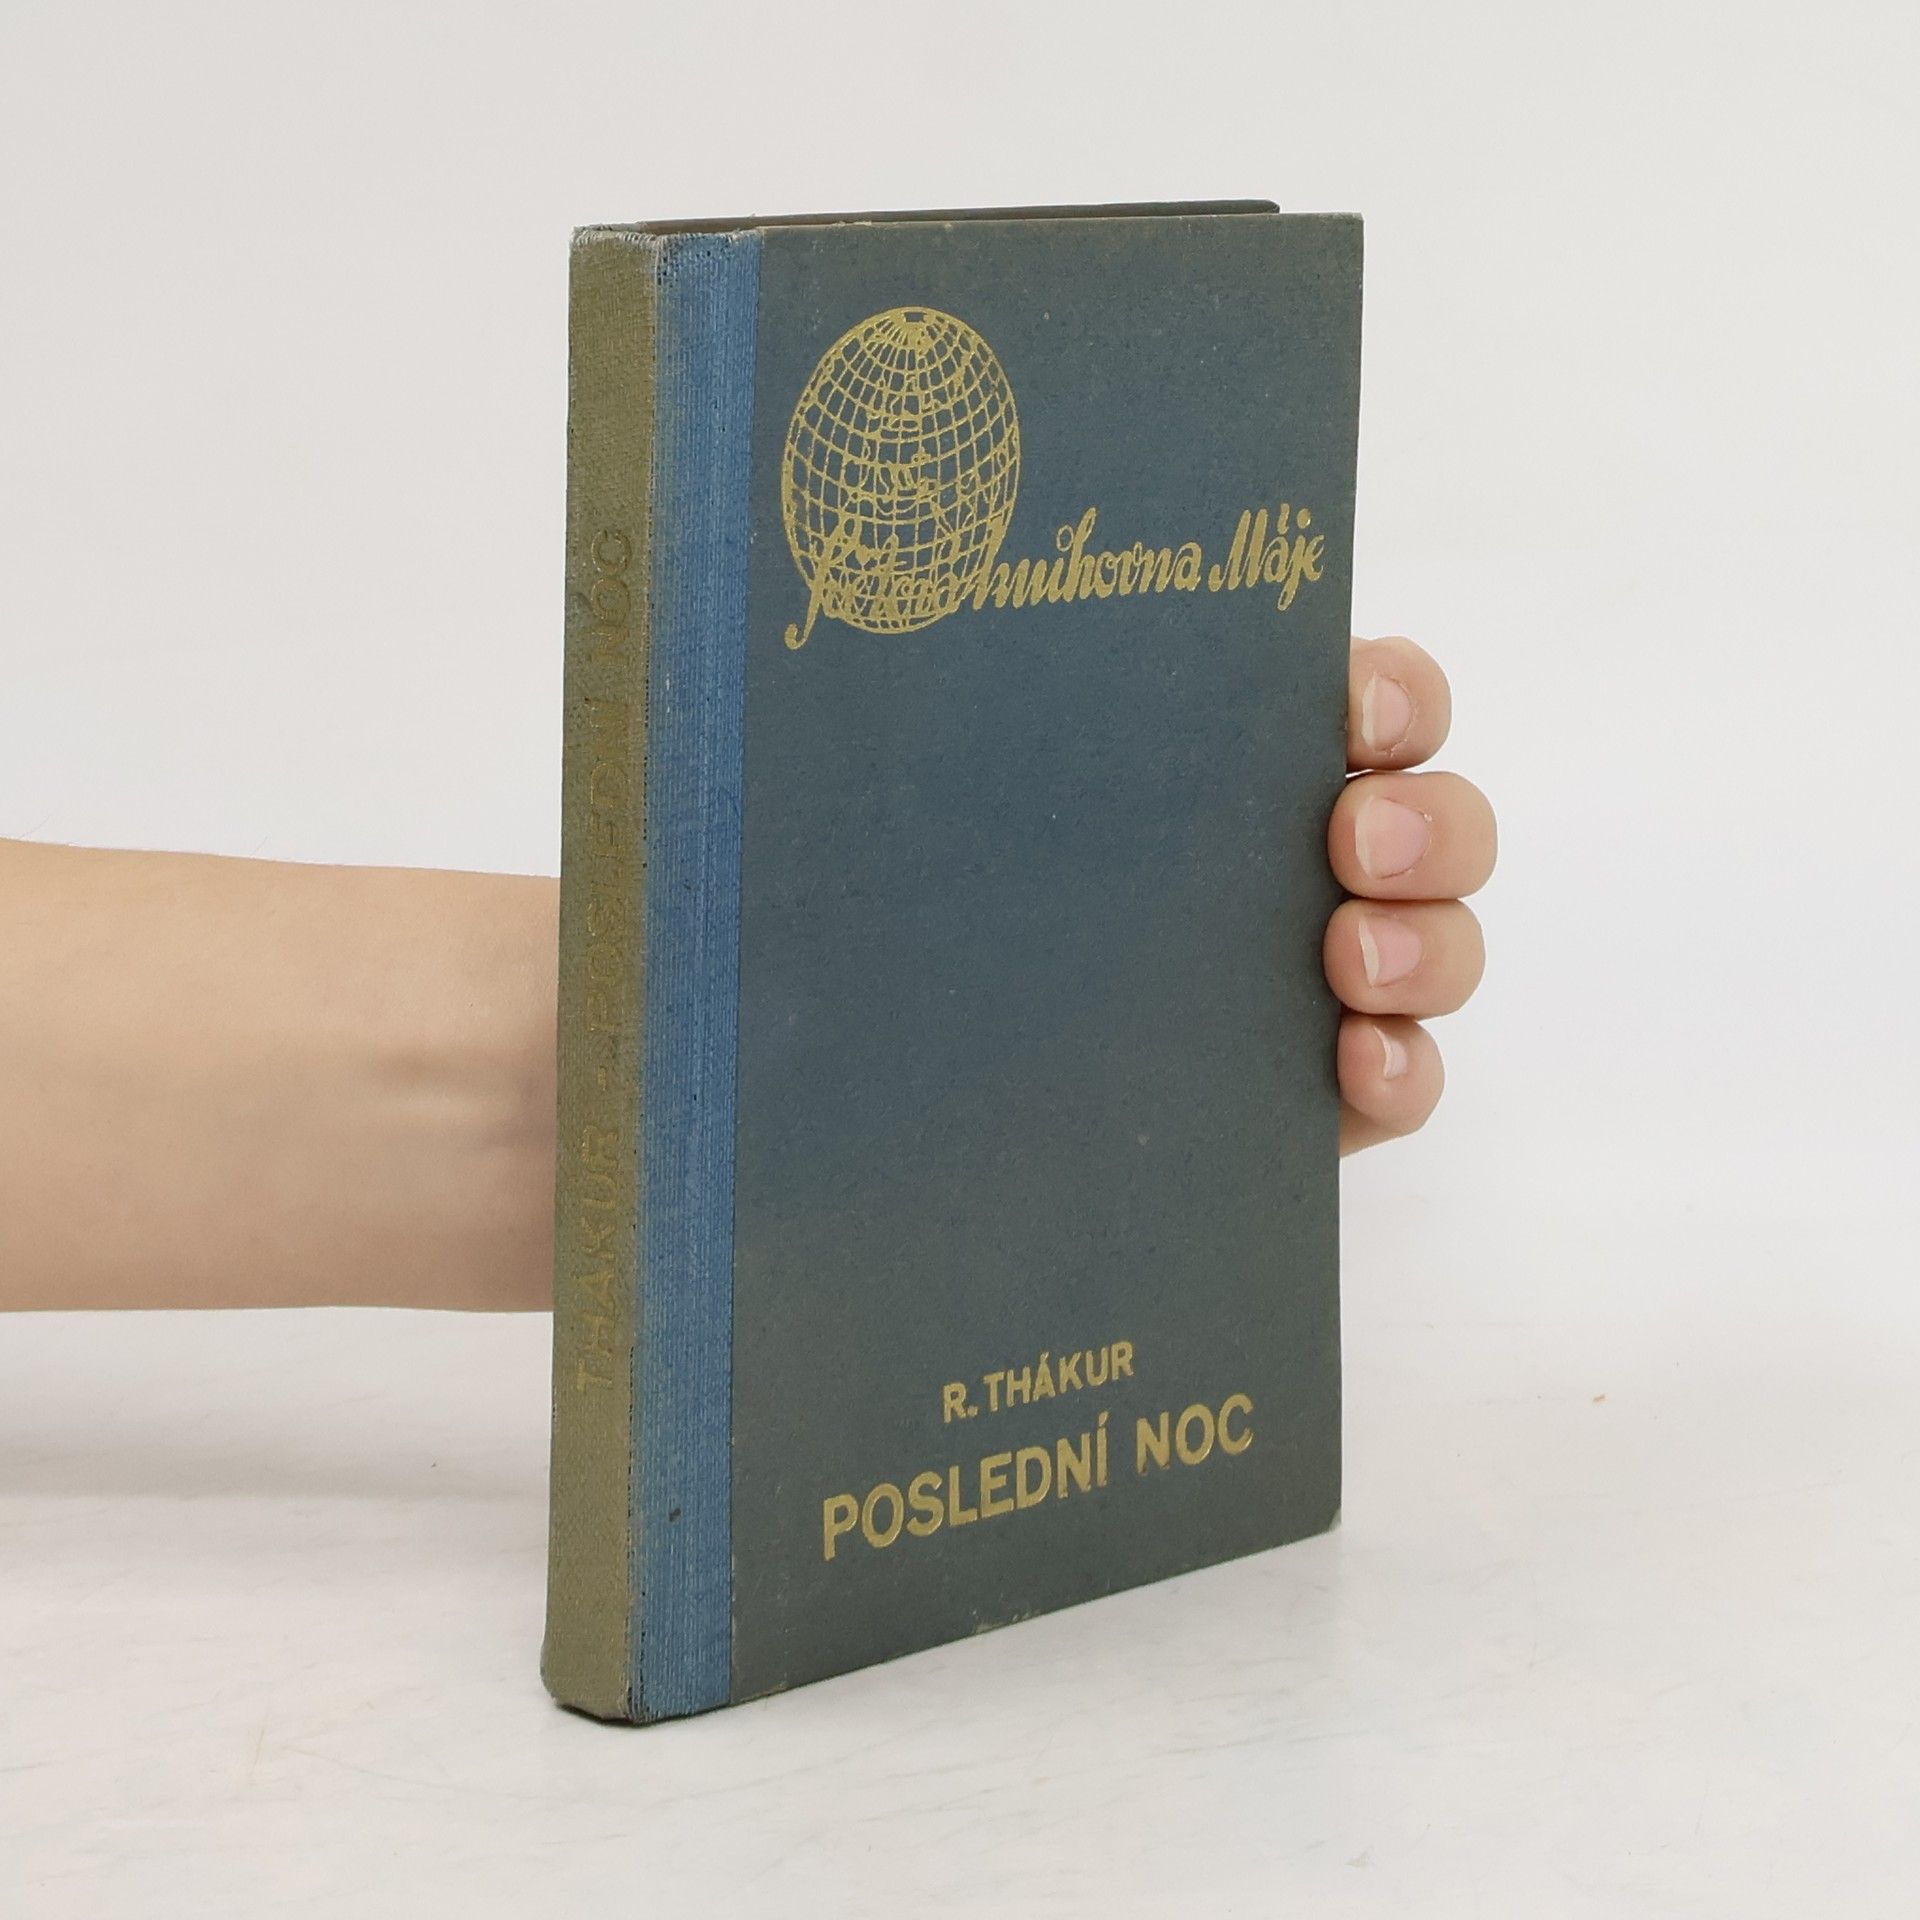 Světová knihovna Máje
R. THÁKUR
POSLEDNÍ NOC
THÁKUR - POSLEDNÍ NOC